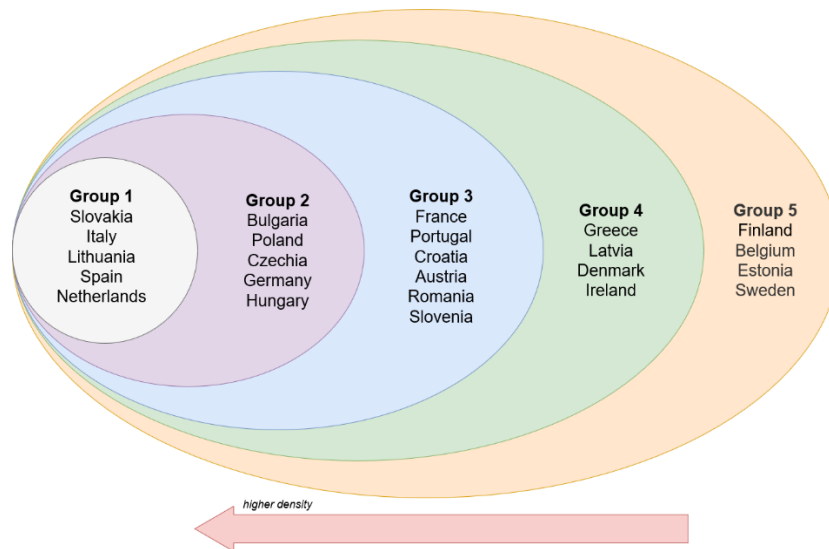 Group 1
Slovakia
Italy
Lithuania
Spain
Netherlands
Group 2
Bulgaria
Poland
Czechia
Germany
Hungary
Group 3
France
Portugal
Croatia
Austria
Romania
Slovenia
Group 4
Greece
Latvia
Denmark
Ireland
Group 5
Finland
Belgium
Estonia
Sweden
higher density